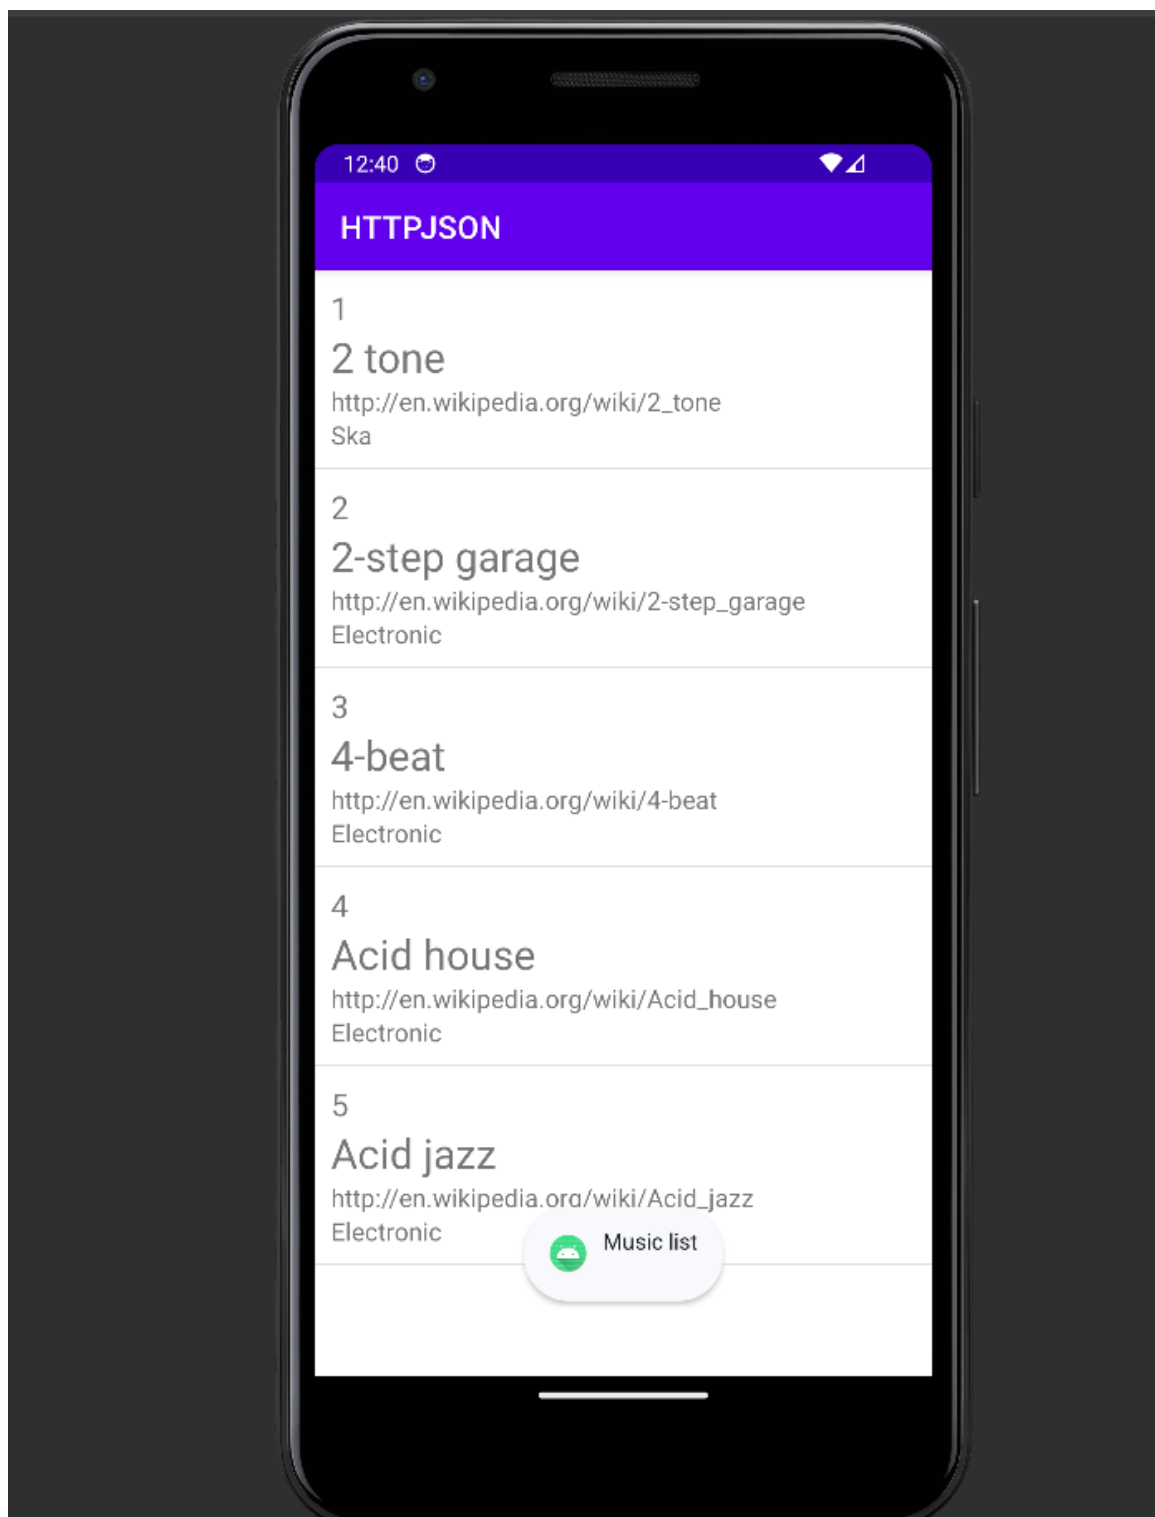 12:40
HTTPJSON
1
2 tone
http://en.wikipedia.org/wiki/2_tone
Ska
2
2-step garage
http://en.wikipedia.org/wiki/2-step_garage
Electronic
3
4-beat
http://en.wikipedia.org/wiki/4-beat
Electronic
4
Acid house
http://en.wikipedia.org/wiki/Acid_house
Electronic
5
Acid jazz
http://en.wikipedia.org/wiki/Acid_jazz
Electronic
Music list